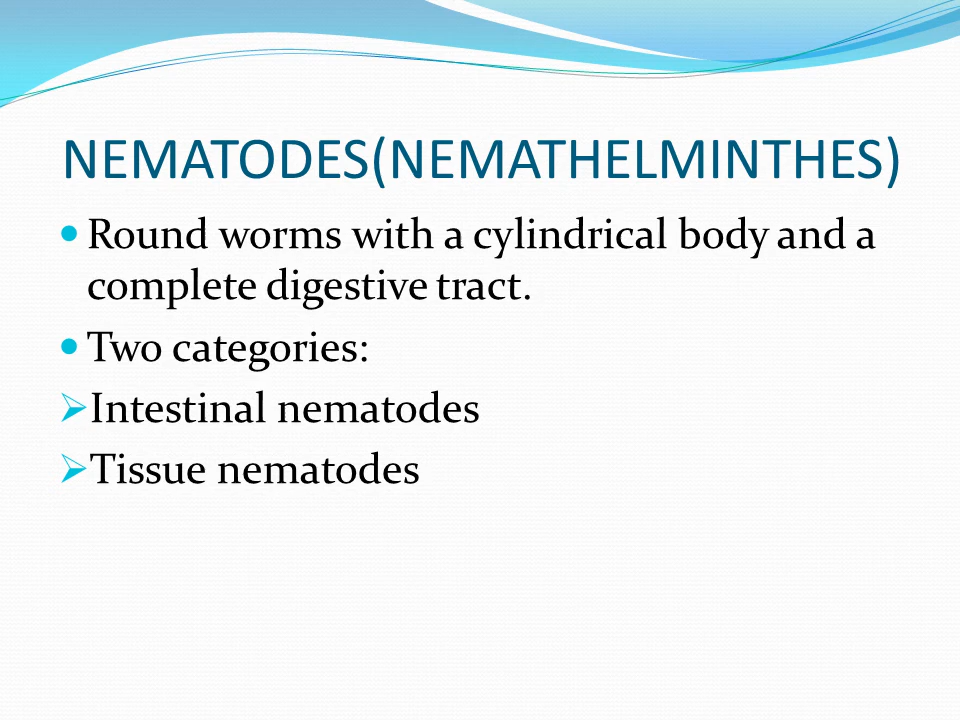 NEMATODES(NEMATHELMINTHES)
Round worms with a cylindrical body and a
complete digestive tract.
Two categories:
Intestinal nematodes
Tissue nematodes